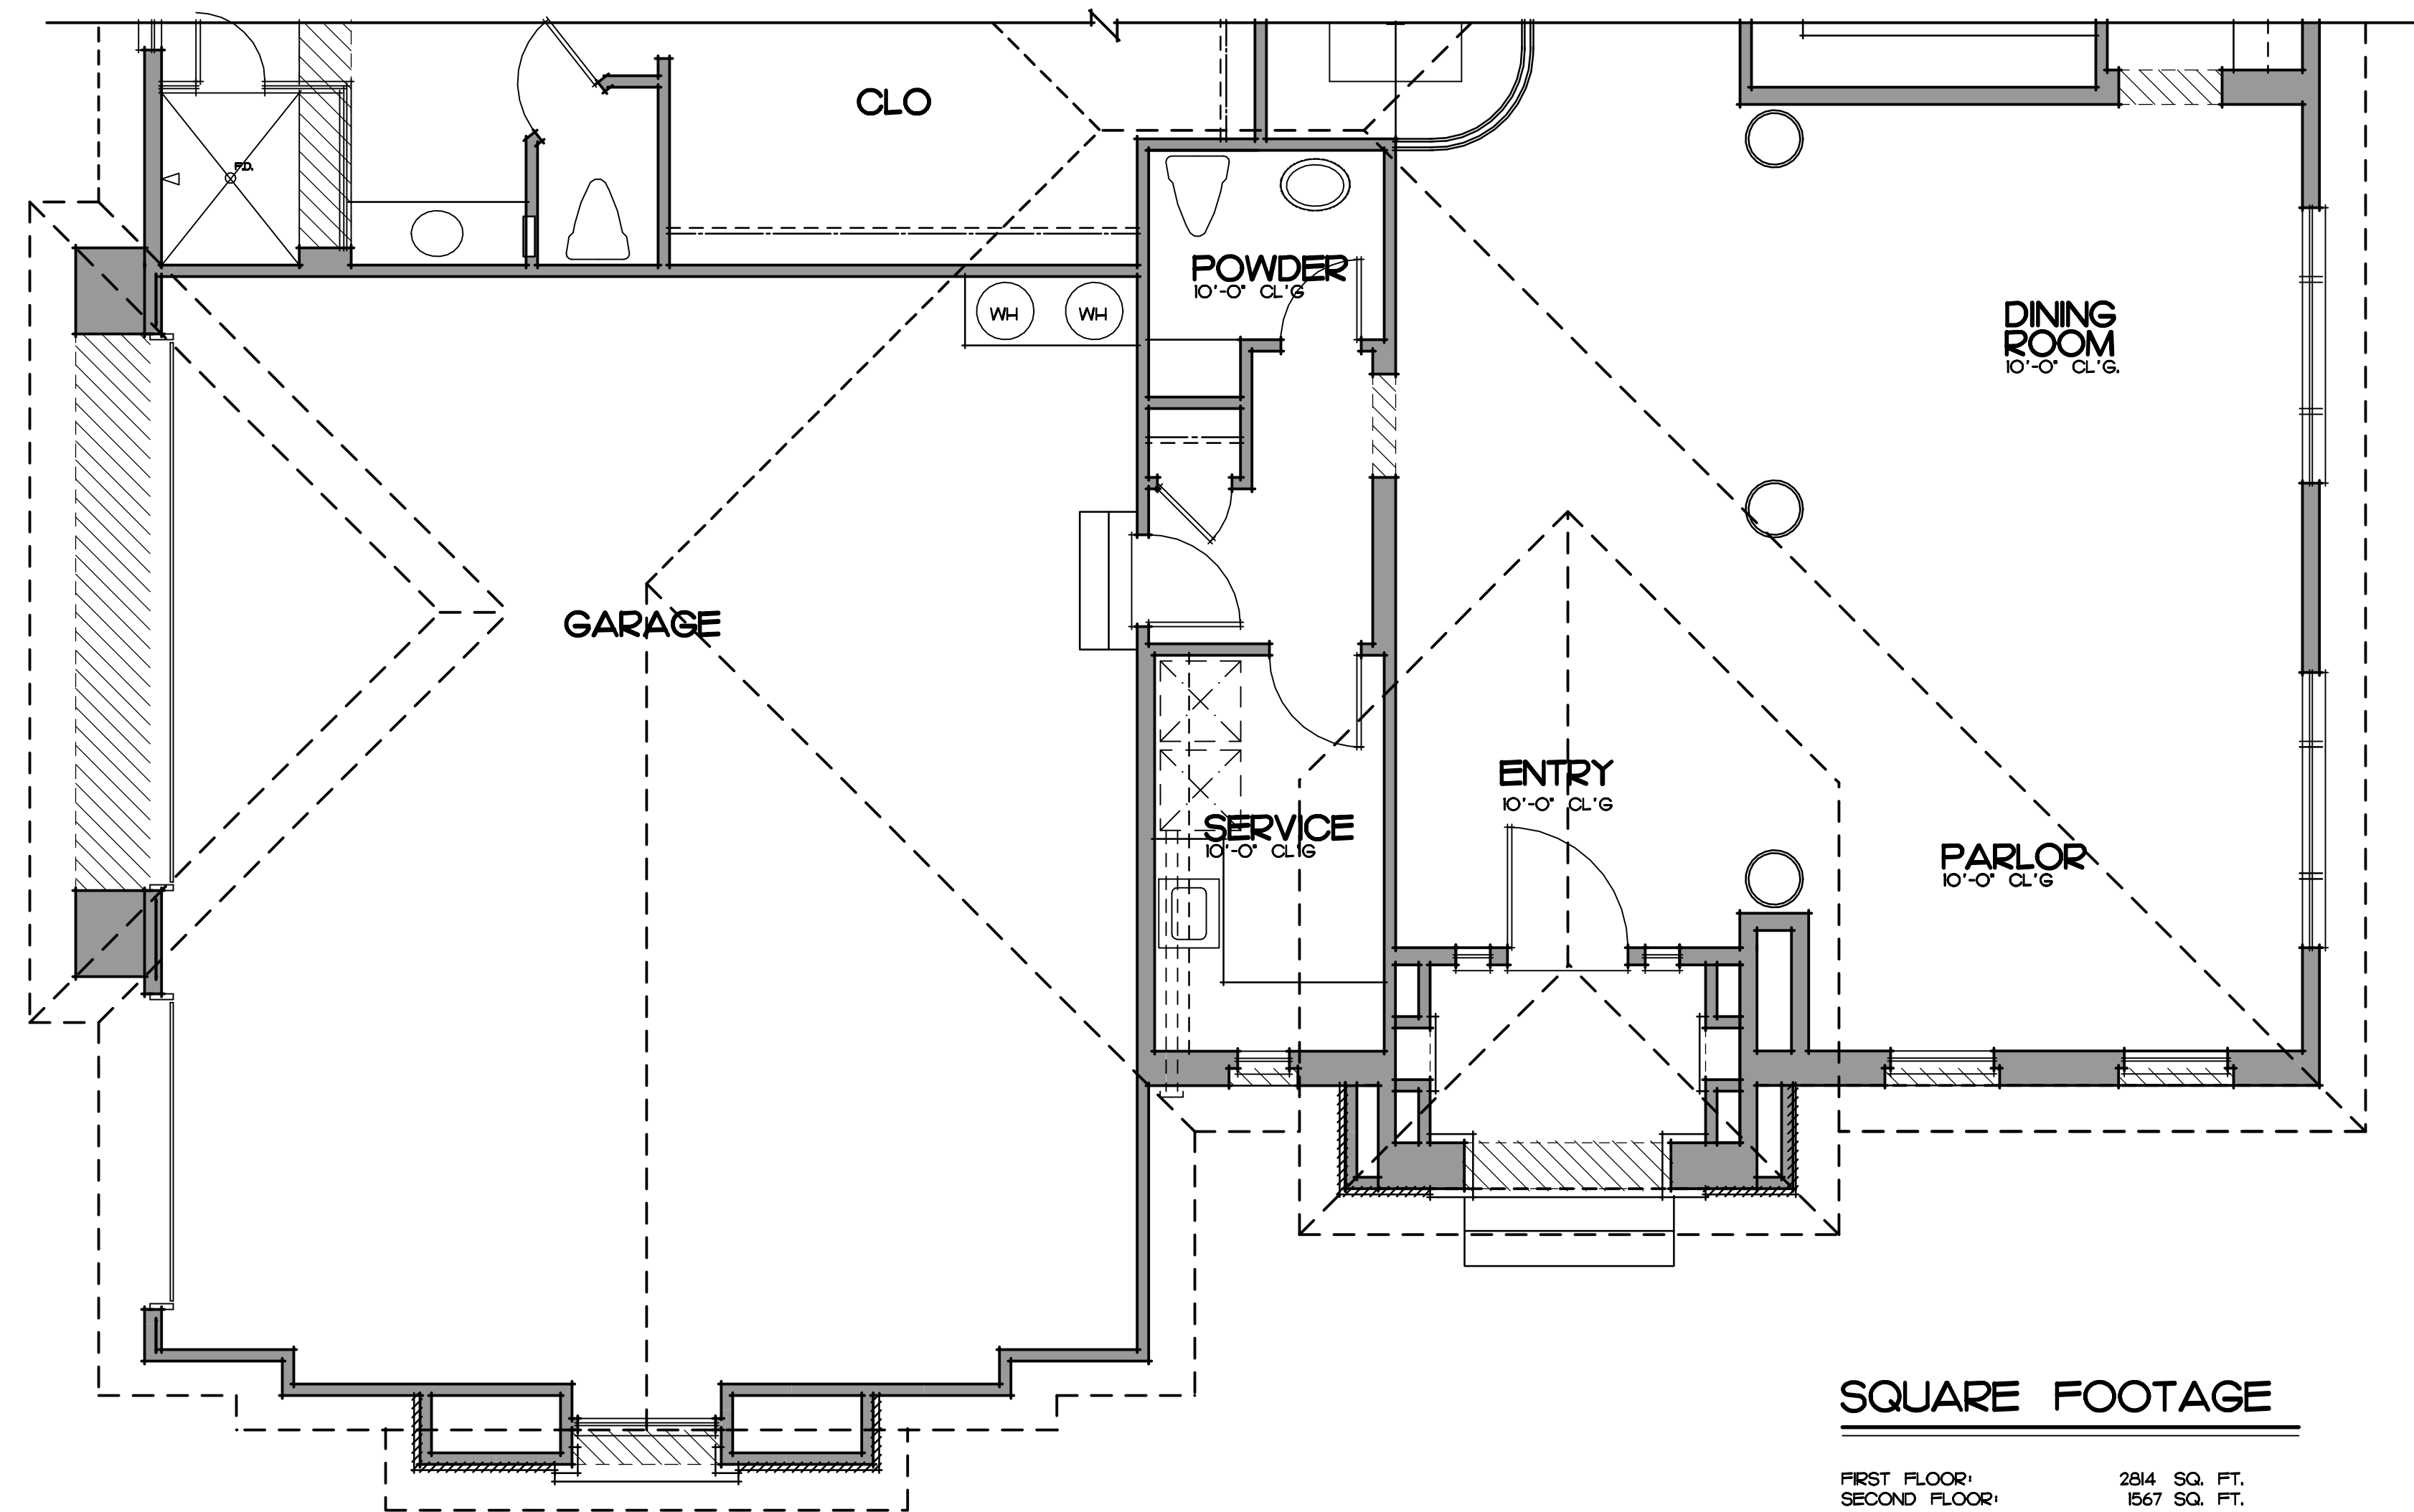 CLO
F.D.
POWDER
10'-0" CL'G
WH WH
DINING
ROOM
10'-0" CL'G.
GARAGE
ENTRY
10'-0" CL'G
SERVICE
10'-0" CL'G
PARLOR
10'-0" CL'G
SQUARE FOOTAGE
FIRST FLOOR: 2814 SQ. FT.
SECOND FLOOR: 1567 SQ. FT.